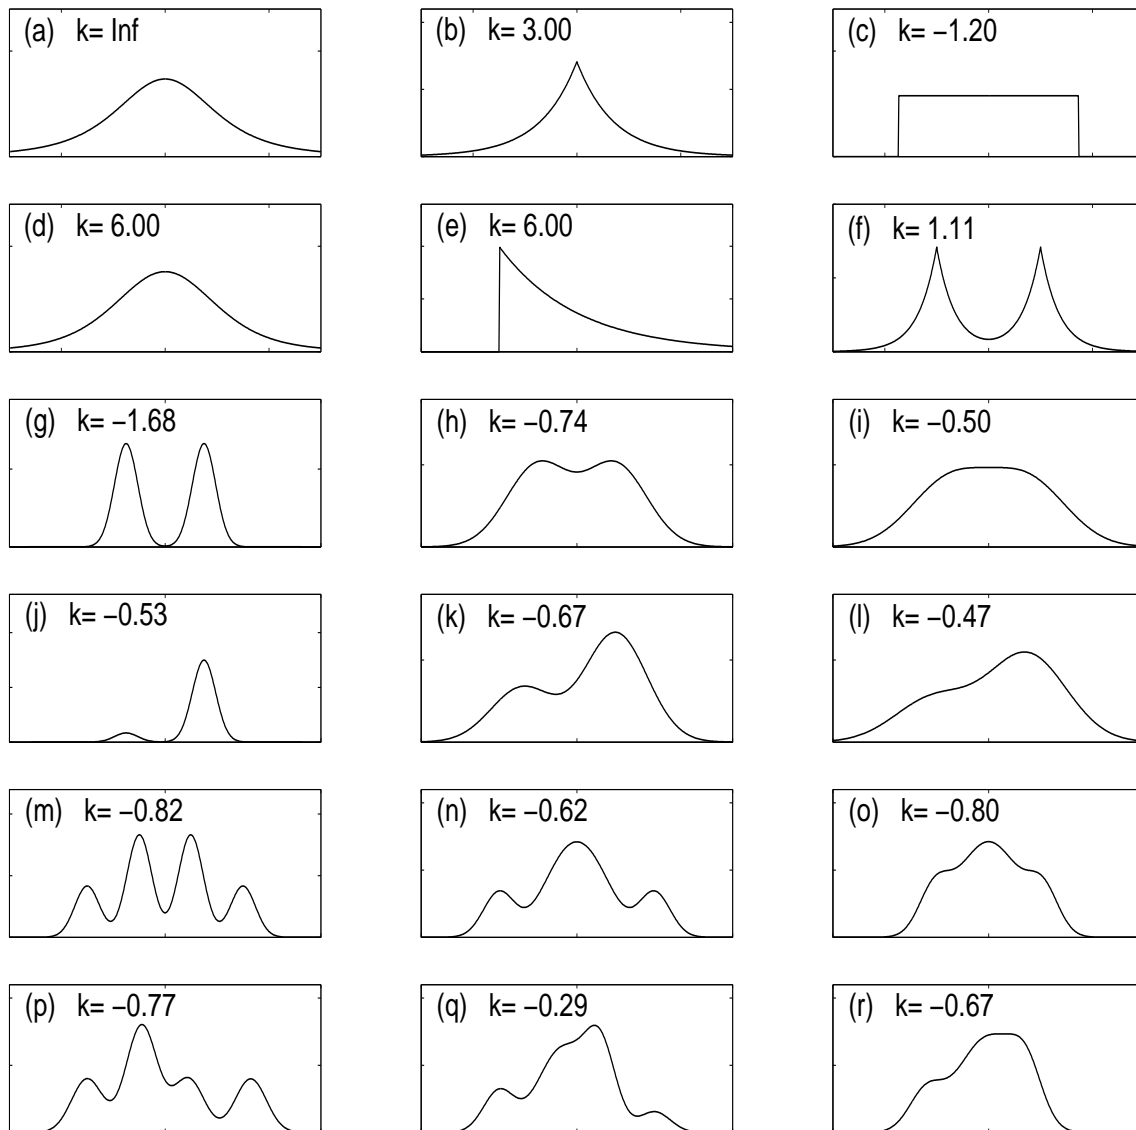 (a) k= Inf
(b) k= 3.00
(c) k= −1.20
(d) k= 6.00
(e) k= 6.00
(f) k= 1.11
(g) k= −1.68
(h) k= −0.74
(i) k= −0.50
(j) k= −0.53
(k) k= −0.67
(l) k= −0.47
(m) k= −0.82
(n) k= −0.62
(o) k= −0.80
(p) k= −0.77
(q) k= −0.29
(r) k= −0.67